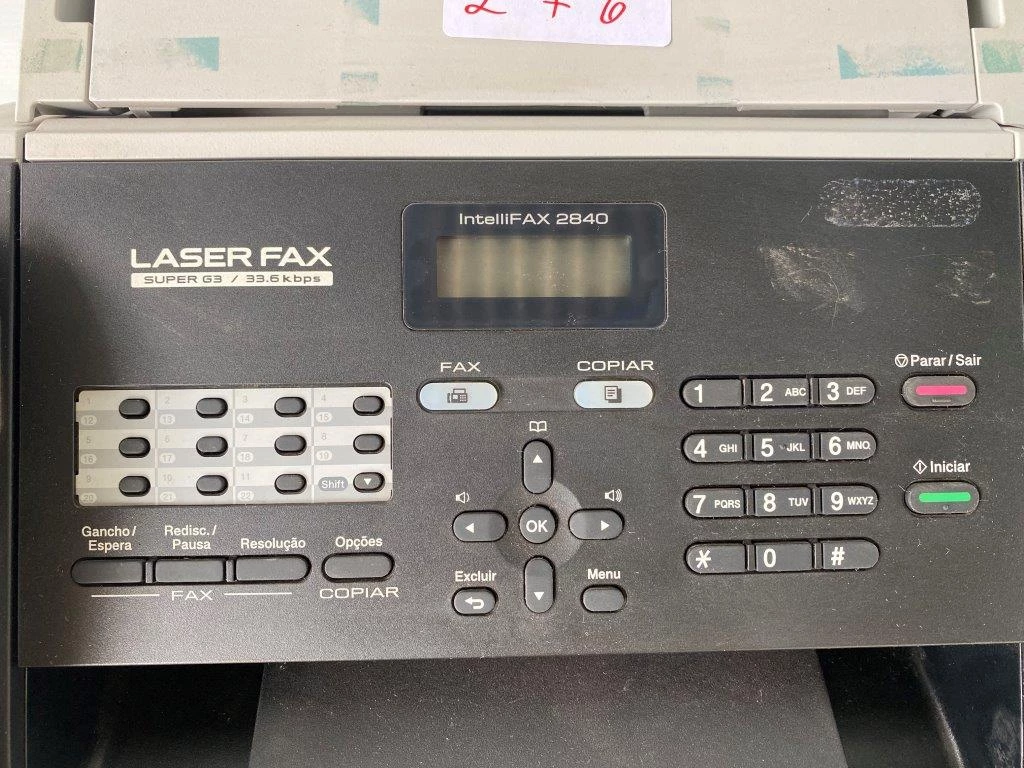 2 + 6
IntelliFAX 2840
LASER FAX
SUPER G3 / 33.6 kbps
FAX
COPIAR
Parar / Sair
1
2 ABC
3 DEF
4 GHI
5 JKL
6 MNO
Iniciar
7 PQRS
8 TUV
9 WXYZ
* 0 #
1 2 3 4
12 13 14 15
5 6 7 8
16 17 18 19
9 10 11 Shift
20 21 22
Gancho /
Espera
Redisc. /
Pausa
Resolução
Opções
FAX
COPIAR
OK
Excluir
Menu